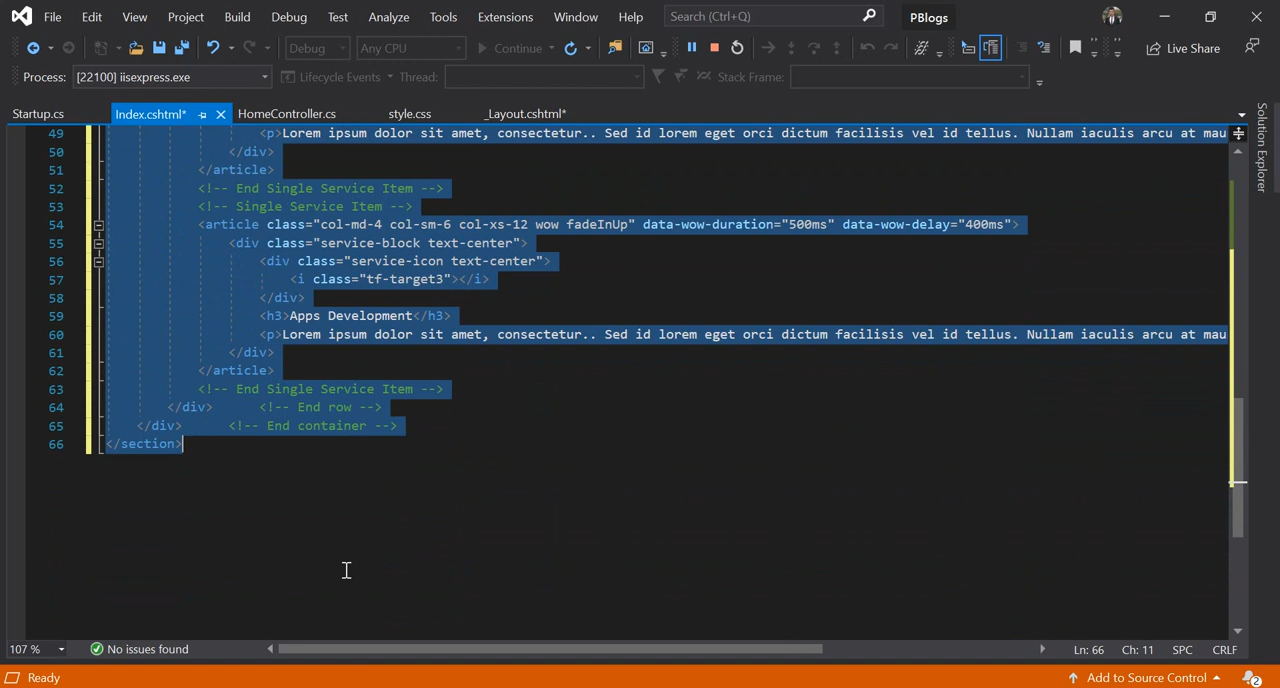 File Edit View Project Build Debug Test Analyze Tools Extensions Window Help Search (Ctrl+Q) PBlogs
Debug Any CPU Continue Live Share
Process: [22100] iisexpress.exe Lifecycle Events Thread: Stack Frame:
Startup.cs Index.cshtml* HomeController.cs style.css _Layout.cshtml*
Solution Explorer
49 <p>Lorem ipsum dolor sit amet, consectetur.. Sed id lorem eget orci dictum facilisis vel id tellus. Nullam iaculis arcu at mau
50 </div>
51 </article>
52 <!-- End Single Service Item -->
53 <!-- Single Service Item -->
54 <article class="col-md-4 col-sm-6 col-xs-12 wow fadeInUp" data-wow-duration="500ms" data-wow-delay="400ms">
55 <div class="service-block text-center">
56 <div class="service-icon text-center">
57 <i class="tf-target3"></i>
58 </div>
59 <h3>Apps Development</h3>
60 <p>Lorem ipsum dolor sit amet, consectetur.. Sed id lorem eget orci dictum facilisis vel id tellus. Nullam iaculis arcu at mau
61 </div>
62 </article>
63 <!-- End Single Service Item -->
64 </div> <!-- End row -->
65 </div> <!-- End container -->
66 </section>
107 % No issues found Ln: 66 Ch: 11 SPC CRLF
Ready Add to Source Control 2